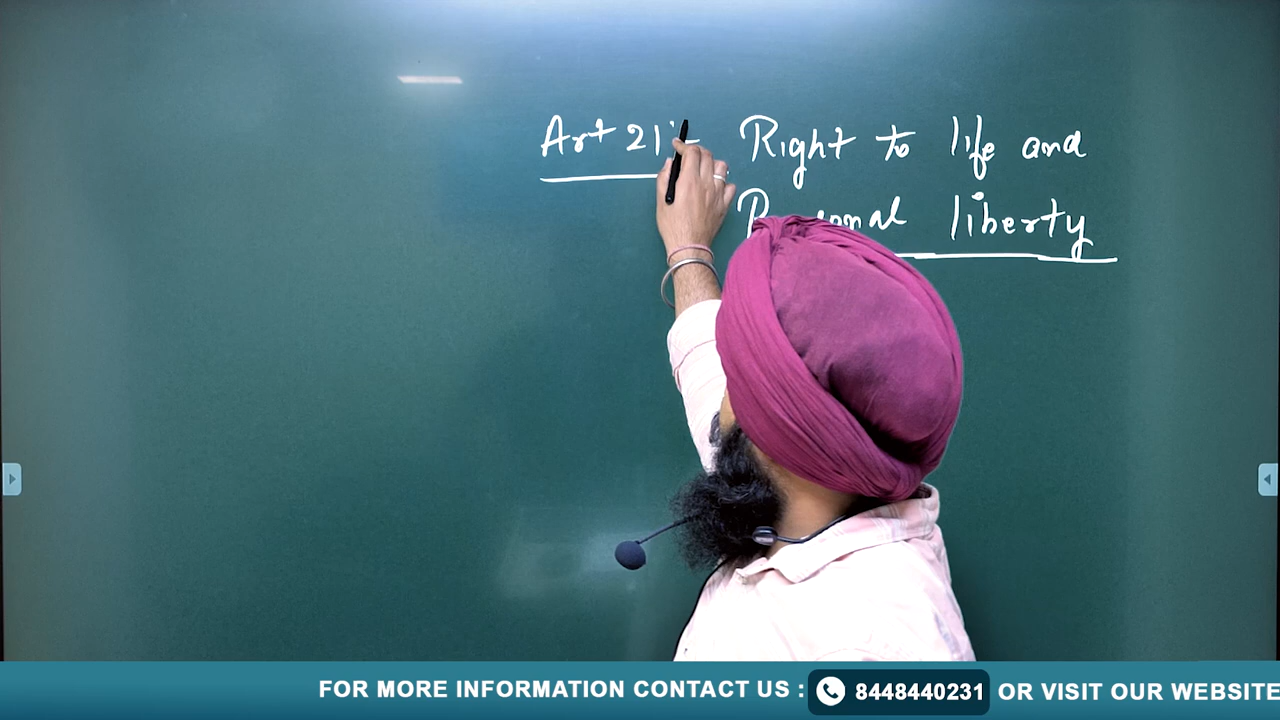 Art 21:- Right to life and
liberty
FOR MORE INFORMATION CONTACT US : 8448440231 OR VISIT OUR WEBSITE